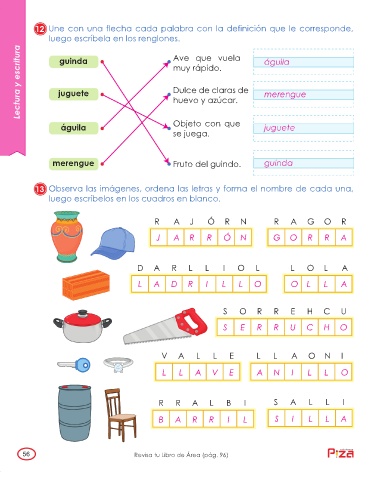 Lectura y escritura
12 Une con una flecha cada palabra con la definición que le corresponde,
luego escríbela en los renglones.
guinda
Ave que vuela
muy rápido.
águila
juguete
Dulce de claras de
huevo y azúcar.
merengue
águila
Objeto con que
se juega.
juguete
merengue
Fruto del guindo.
guinda
13 Observa las imágenes, ordena las letras y forma el nombre de cada una,
luego escríbelos en los cuadros en blanco.
R A J Ó R N
R A G O R
J A R R Ó N
G O R R A
D A R L L I O L
L O L A
L A D R I L L O
O L L A
S O R R E H C U
S E R R U C H O
V A L L E
L L A O N I
L L A V E
A N I L L O
R R A L B I
S A L L I
B A R R I L
S I L L A
56
Revisa tu Libro de Área (pág. 96)
Piza